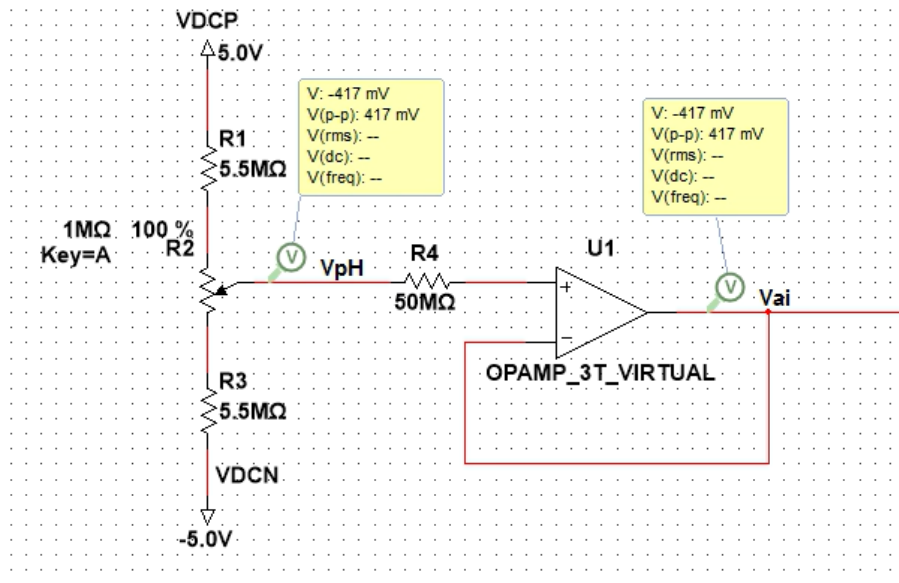 VDCP
5.0V
V: -417 mV
V(p-p): 417 mV
V(rms): --
V(dc): --
V(freq): --
V: -417 mV
V(p-p): 417 mV
V(rms): --
V(dc): --
V(freq): --
R1
5.5MΩ
1MΩ 100 %
R2
Key=A
V
VpH
R4
50MΩ
U1
+
−
V
Vai
OPAMP_3T_VIRTUAL
R3
5.5MΩ
VDCN
-5.0V